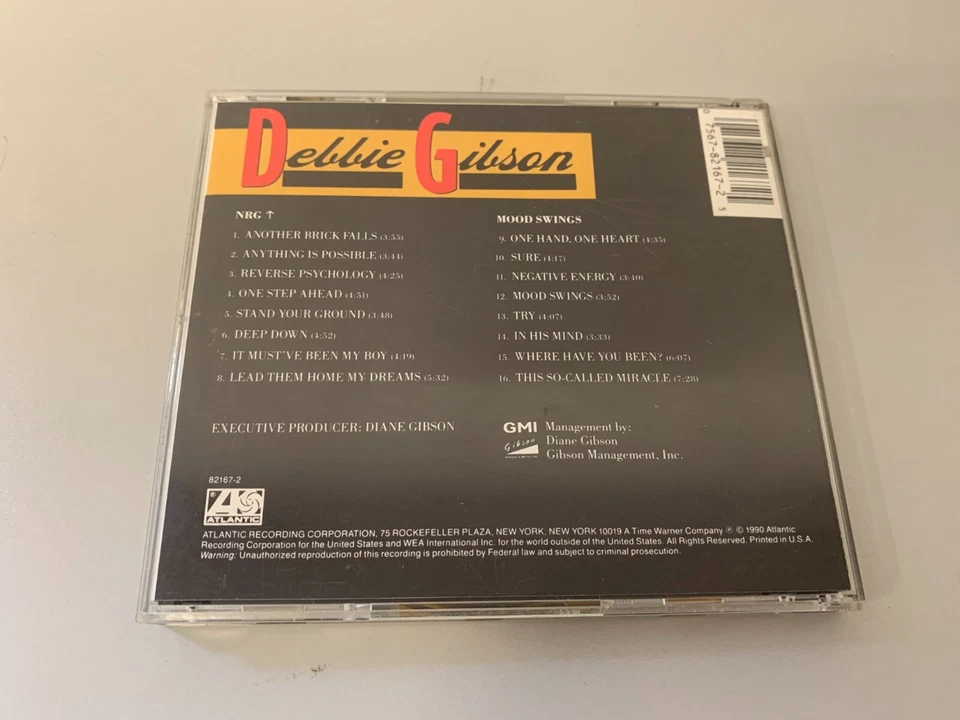 Debbie Gibson
0 7567-82167-2 5
NRG ↑
1. ANOTHER BRICK FALLS (3:55)
2. ANYTHING IS POSSIBLE (3:44)
3. REVERSE PSYCHOLOGY (4:25)
4. ONE STEP AHEAD (4:51)
5. STAND YOUR GROUND (3:48)
6. DEEP DOWN (4:52)
7. IT MUST'VE BEEN MY BOY (4:19)
8. LEAD THEM HOME MY DREAMS (5:32)
MOOD SWINGS
9. ONE HAND, ONE HEART (4:35)
10. SURE (4:17)
11. NEGATIVE ENERGY (3:40)
12. MOOD SWINGS (3:52)
13. TRY (4:07)
14. IN HIS MIND (3:33)
15. WHERE HAVE YOU BEEN? (6:07)
16. THIS SO-CALLED MIRACLE (7:28)
EXECUTIVE PRODUCER: DIANE GIBSON
GMI
Gibson
Management by:
Diane Gibson
Gibson Management, Inc.
82167-2
®
ATLANTIC
ATLANTIC RECORDING CORPORATION, 75 ROCKEFELLER PLAZA, NEW YORK, NEW YORK 10019 A Time Warner Company ℗ © 1990 Atlantic
Recording Corporation for the United States and WEA International Inc. for the world outside of the United States. All Rights Reserved. Printed in U.S.A.
Warning: Unauthorized reproduction of this recording is prohibited by Federal law and subject to criminal prosecution.